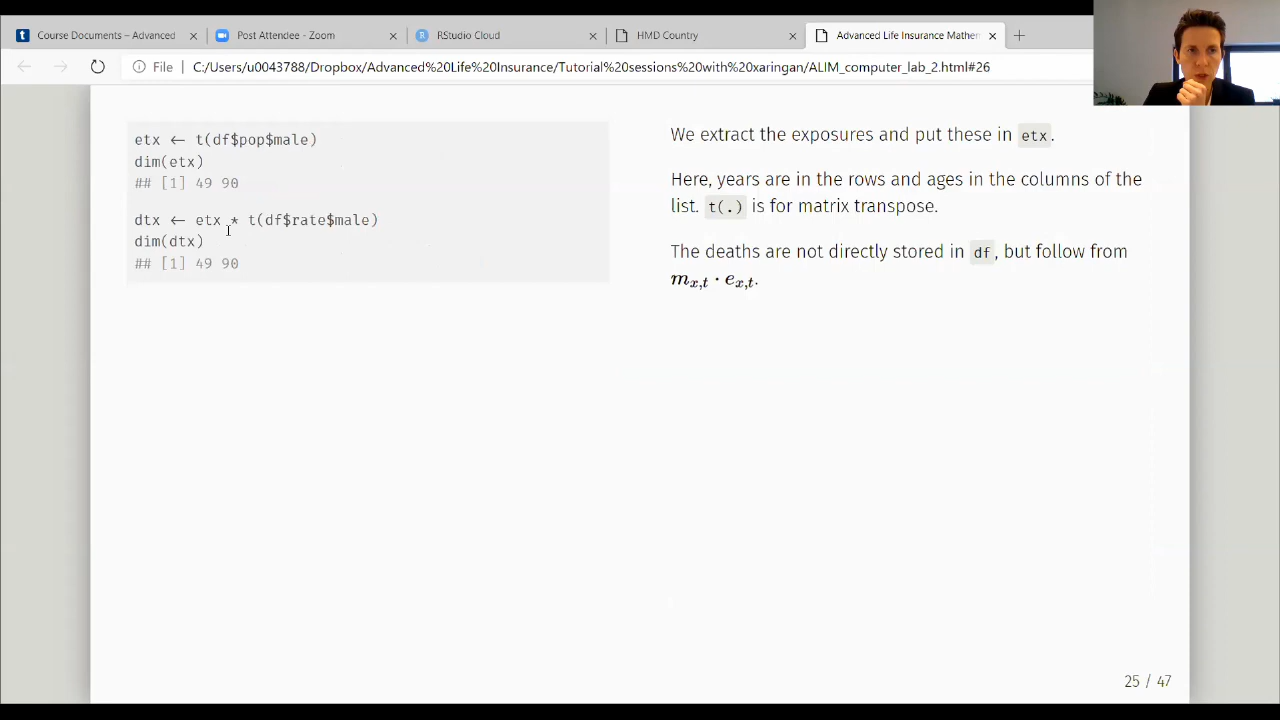 Course Documents – Advanced
Post Attendee - Zoom
RStudio Cloud
HMD Country
Advanced Life Insurance Mathem
File
C:/Users/u0043788/Dropbox/Advanced%20Life%20Insurance/Tutorial%20sessions%20with%20xaringan/ALIM_computer_lab_2.html#26
etx ← t(df$pop$male)
dim(etx)
## [1] 49 90
dtx ← etx * t(df$rate$male)
dim(dtx)
## [1] 49 90
We extract the exposures and put these in etx.
Here, years are in the rows and ages in the columns of the
list. t(.) is for matrix transpose.
The deaths are not directly stored in df, but follow from
m_{x,t} · e_{x,t}.
25 / 47